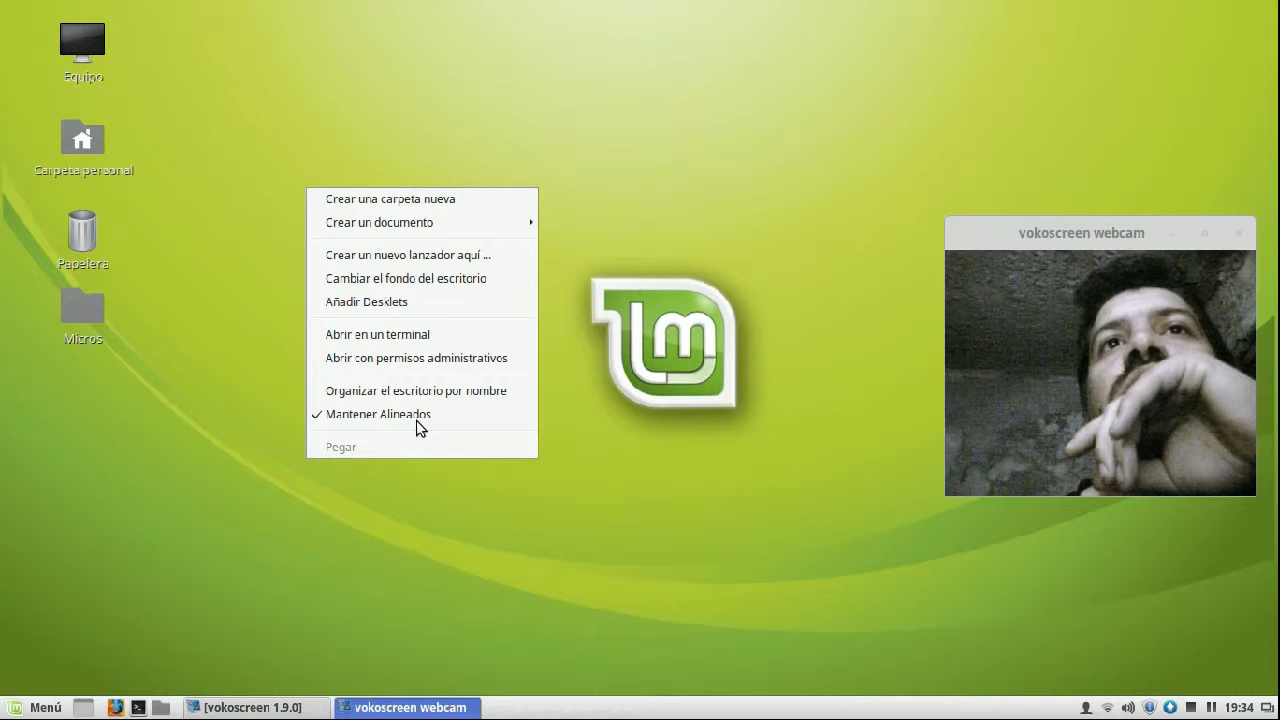 Equipo
Carpeta personal
Papelera
Micros
Crear una carpeta nueva
Crear un documento
Crear un nuevo lanzador aquí ...
Cambiar el fondo del escritorio
Añadir Desklets
Abrir en un terminal
Abrir con permisos administrativos
Organizar el escritorio por nombre
Mantener Alineados
Pegar
lm
vokoscreen webcam
Menú
[vokoscreen 1.9.0]
vokoscreen webcam
19:34